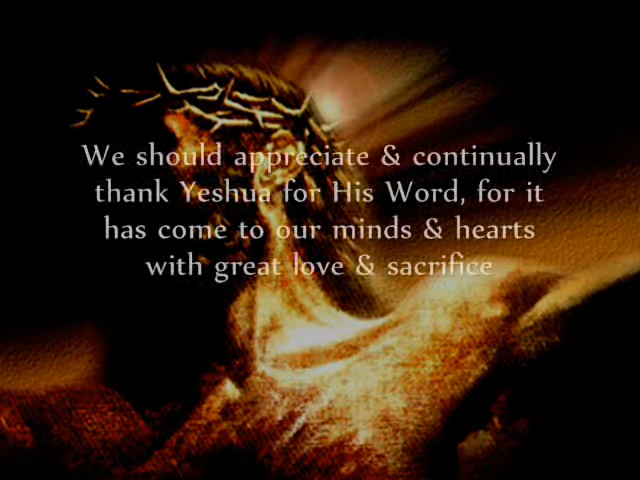 We should appreciate & continually
thank Yeshua for His Word, for it
has come to our minds & hearts
with great love & sacrifice